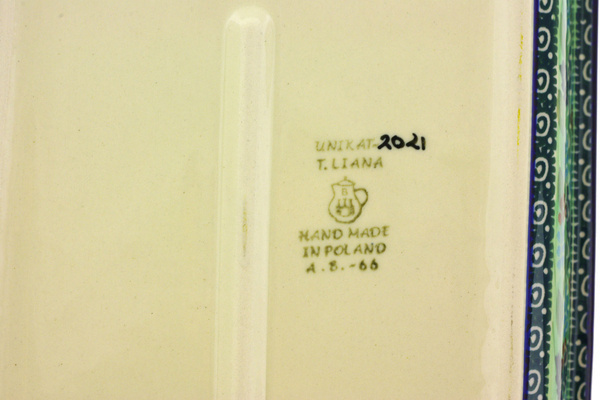 UNIKAT-2021
T. LIANA
B
HAND MADE
IN POLAND
A.B.-66